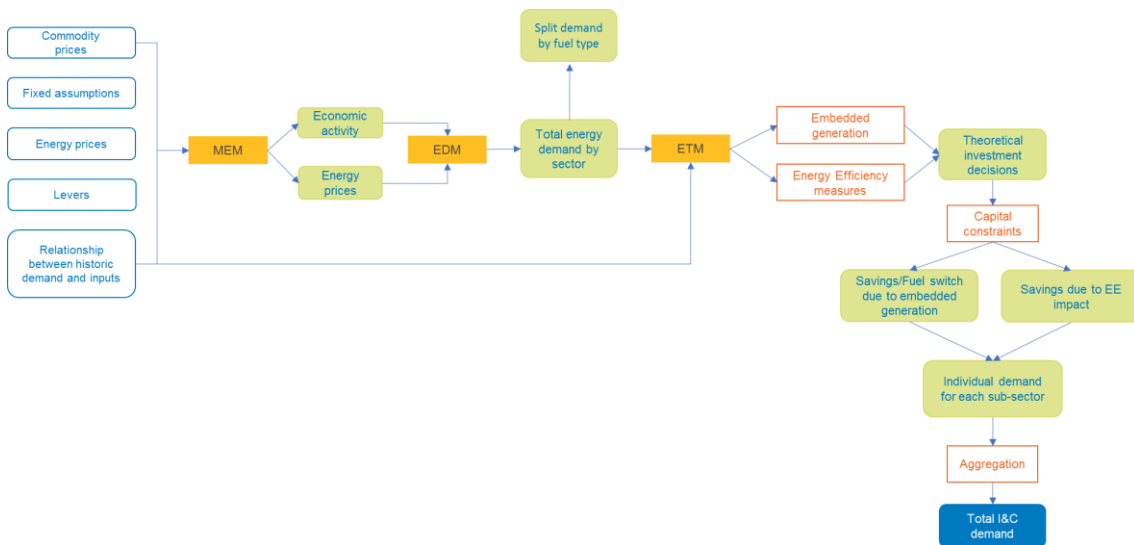 Commodity
prices
Fixed assumptions
Energy prices
Levers
Relationship
between historic
demand and inputs
MEM
Economic
activity
Energy
prices
EDM
Split demand
by fuel type
Total energy
demand by
sector
ETM
Embedded
generation
Energy Efficiency
measures
Theoretical
investment
decisions
Capital
constraints
Savings/Fuel switch
due to embedded
generation
Savings due to EE
impact
Individual demand
for each sub-sector
Aggregation
Total I&C
demand